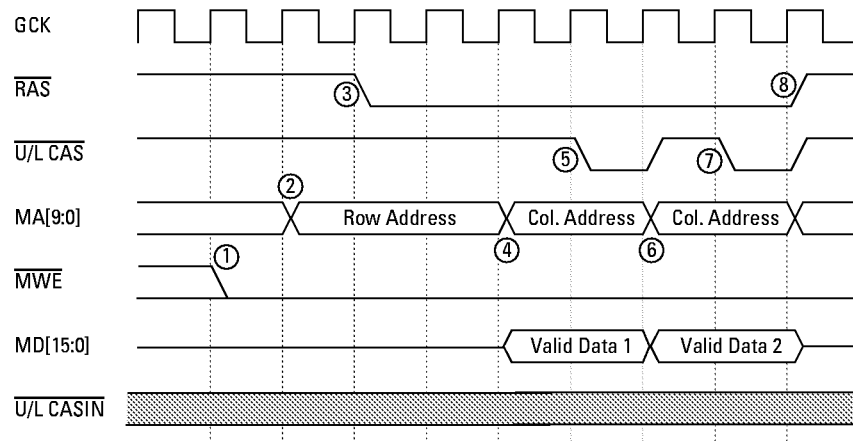 GCK
RAS
③ ⑧
U/L CAS
⑤ ⑦
②
MA[9:0] Row Address Col. Address Col. Address
④ ⑥
①
MWE
MD[15:0] Valid Data 1 Valid Data 2
U/L CASIN